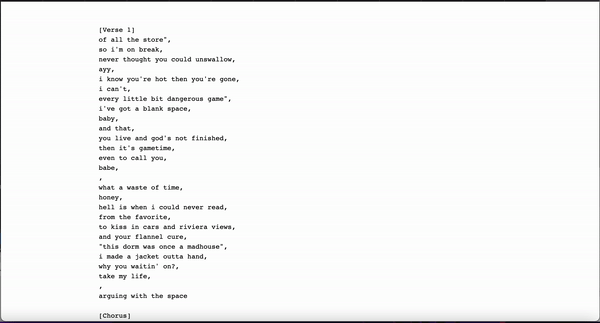 [Verse 1]
of all the store",
so i'm on break,
never thought you could unswallow,
ayy,
i know you're hot then you're gone,
i can't,
every little bit dangerous game",
i've got a blank space,
baby,
and that,
you live and god's not finished,
then it's gametime,
even to call you,
babe,
,
what a waste of time,
honey,
hell is when i could never read,
from the favorite,
to kiss in cars and riviera views,
and your flannel cure,
"this dorm was once a madhouse",
i made a jacket outta hand,
why you waitin' on?,
take my life,
,
arguing with the space
[Chorus]